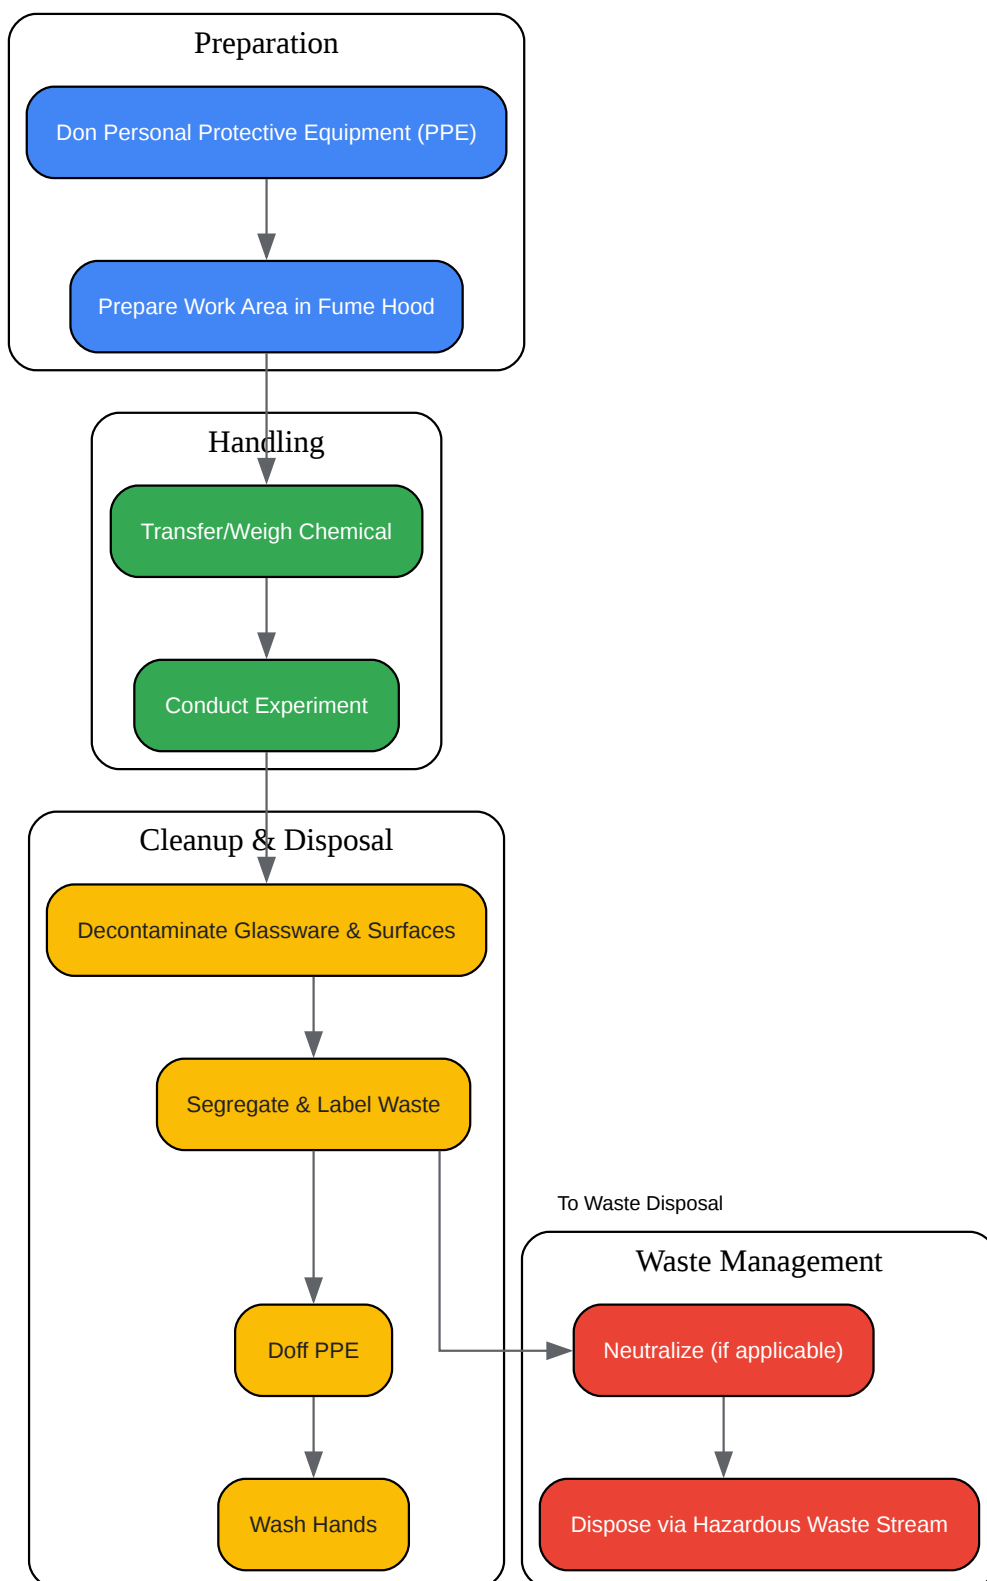 Preparation
Don Personal Protective Equipment (PPE)
Prepare Work Area in Fume Hood
Handling
Transfer/Weigh Chemical
Conduct Experiment
Cleanup & Disposal
Decontaminate Glassware & Surfaces
Segregate & Label Waste
To Waste Disposal
Waste Management
Doff PPE
Neutralize (if applicable)
Wash Hands
Dispose via Hazardous Waste Stream